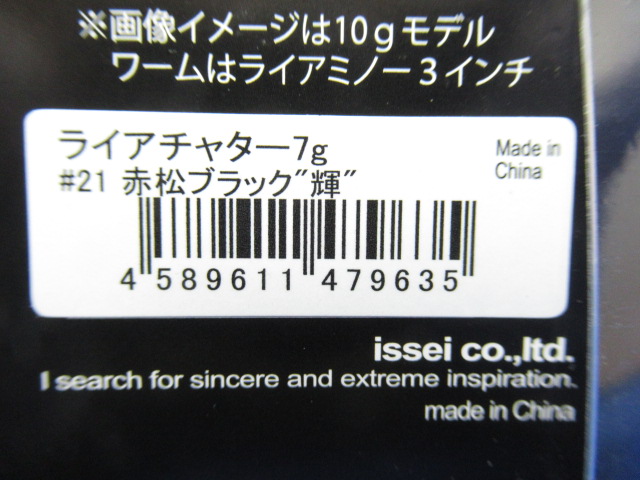 ※画像イメージは10gモデル
ワームはライアミノー3インチ
ライアチャター7g
Made in
China
#21 赤松ブラック"輝"
4 589611 479635
issei co.,ltd.
I search for sincere and extreme inspiration.
made in China